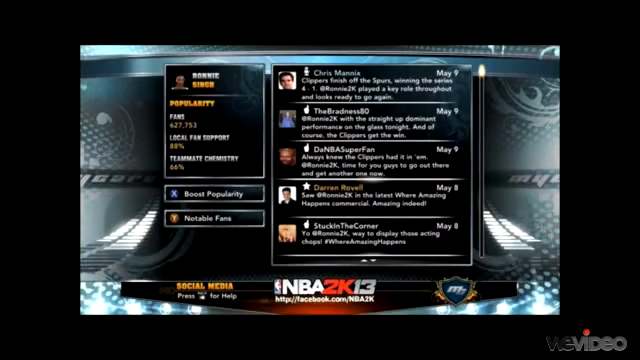 RONNIE
SINGH
POPULARITY
FANS
627,753
LOCAL FAN SUPPORT
88%
TEAMMATE CHEMISTRY
66%
X Boost Popularity
Y Notable Fans
Chris Mannix May 9
Clippers finish off the Spurs, winning the series
4 - 1. @Ronnie2K played a key role throughout
and looks ready to go again.
TheBradness80 May 9
@Ronnie2K with the straight up dominant
performance on the glass tonight. And of
course, the Clippers get the win.
DaNBASuperFan May 9
Always knew the Clippers had it in 'em.
@Ronnie2K, time for you guys to go out there and
get another one now.
Darren Rovell May 8
Saw @Ronnie2K in the latest Where Amazing
Happens commercial. Amazing indeed!
StuckInTheCorner May 8
Yo @Ronnie2K, way to display those acting
chops! #WhereAmazingHappens
SOCIAL MEDIA
Press BACK for Help
NBA2K13
http://facebook.com/NBA2K
WEVIDEO